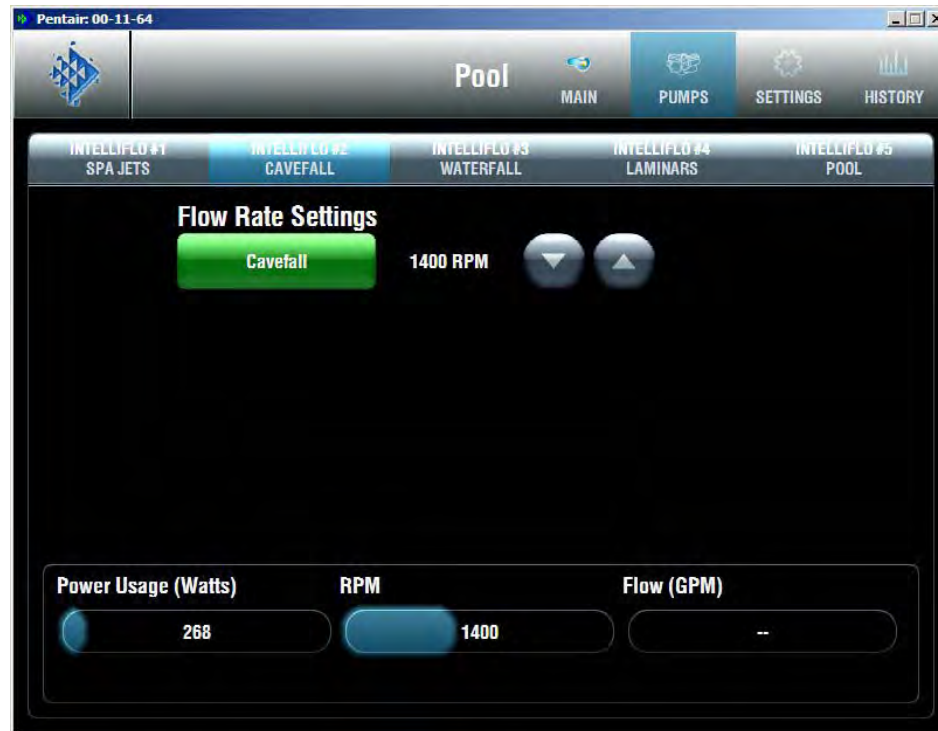 Pentair: 00-11-64
Pool
MAIN
PUMPS
SETTINGS
HISTORY
INTELLIFLO #1
SPA JETS
INTELLIFLO #2
CAVEFALL
INTELLIFLO #3
WATERFALL
INTELLIFLO #4
LAMINARS
INTELLIFLO #5
POOL
Flow Rate Settings
Cavefall
1400 RPM
Power Usage (Watts)
RPM
Flow (GPM)
268
1400
--